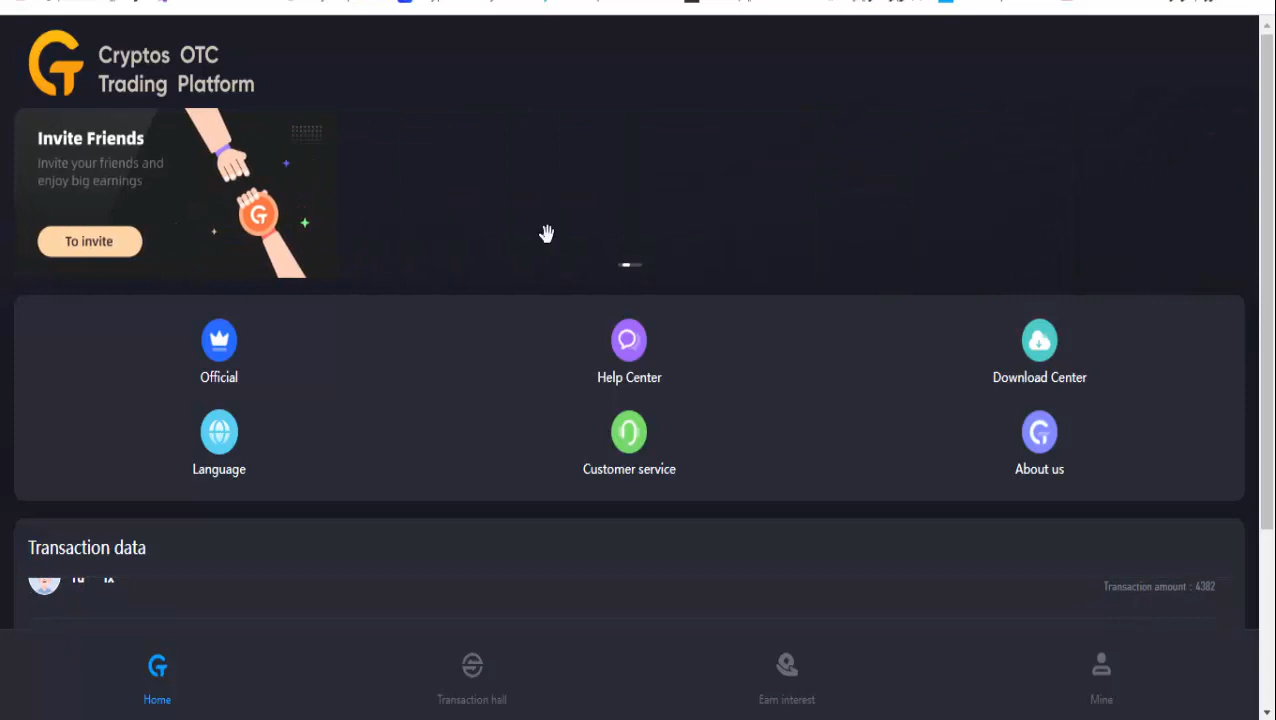 Cryptos OTC
Trading Platform
Invite Friends
Invite your friends and
enjoy big earnings
To invite
Official
Help Center
Download Center
Language
Customer service
About us
Transaction data
Transaction amount : 4382
Home
Transaction hall
Earn interest
Mine